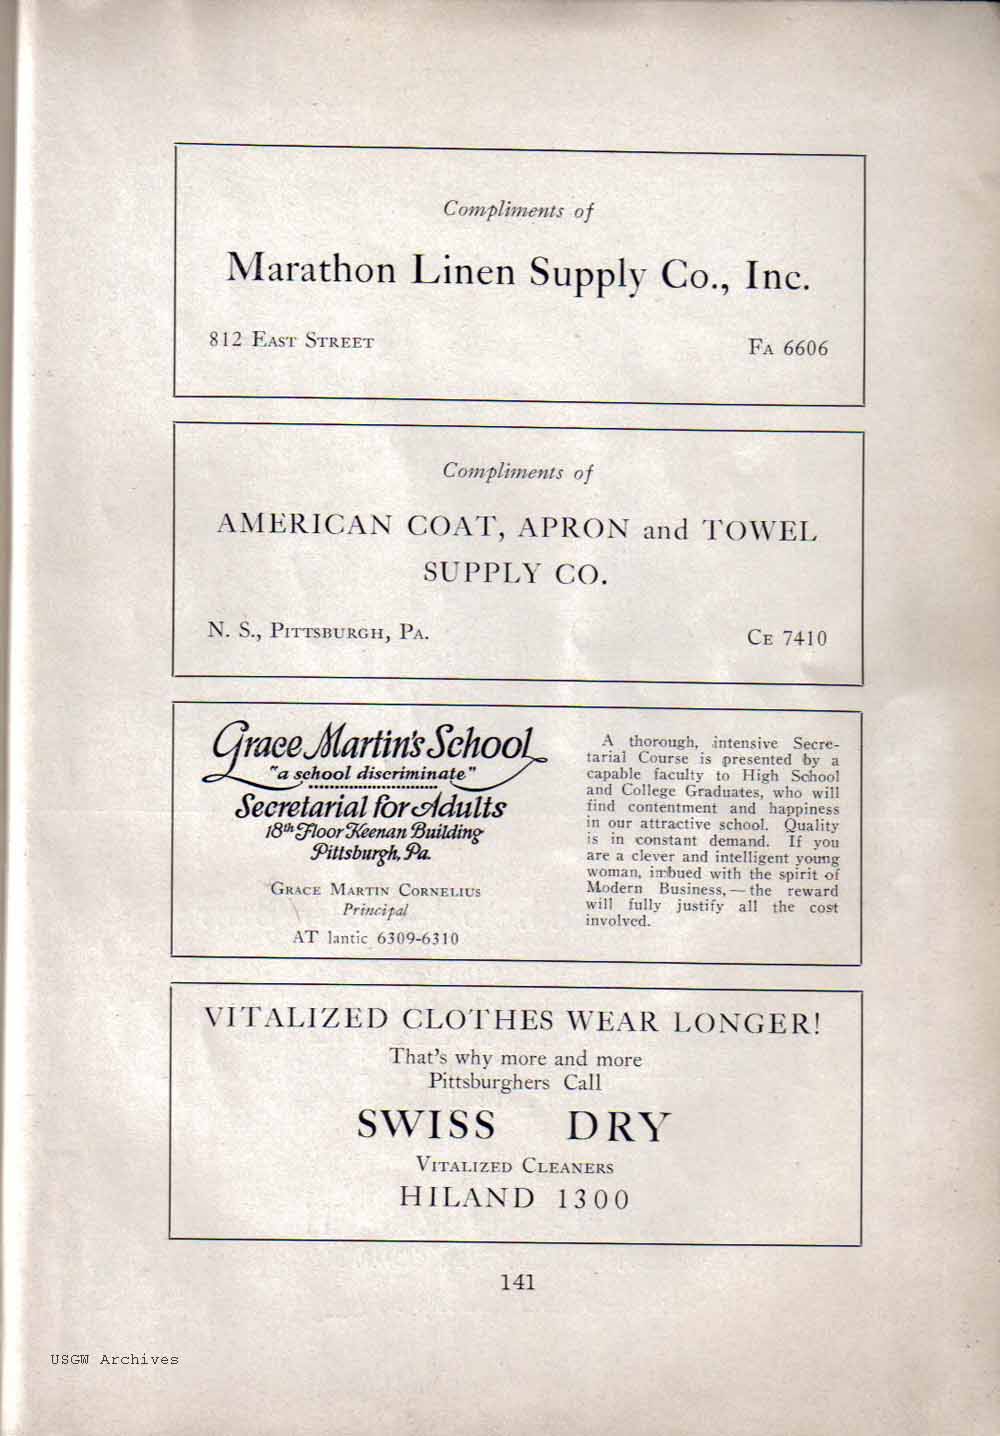 Compliments of
Marathon Linen Supply Co., Inc.
812 East Street Fa 6606
Compliments of
AMERICAN COAT, APRON and TOWEL
SUPPLY CO.
N. S., Pittsburgh, Pa. Ce 7410
Grace Martin's School
"a school discriminate"
Secretarial for Adults
18th Floor Keenan Building
Pittsburgh, Pa.
Grace Martin Cornelius
Principal
AT lantic 6309-6310
A thorough, intensive Secre-
tarial Course is presented by a
capable faculty to High School
and College Graduates, who will
find contentment and happiness
in our attractive school. Quality
is in constant demand. If you
are a clever and intelligent young
woman, imbued with the spirit of
Modern Business,—the reward
will fully justify all the cost
involved.
VITALIZED CLOTHES WEAR LONGER!
That's why more and more
Pittsburghers Call
SWISS DRY
Vitalized Cleaners
HILAND 1300
141
USGW Archives